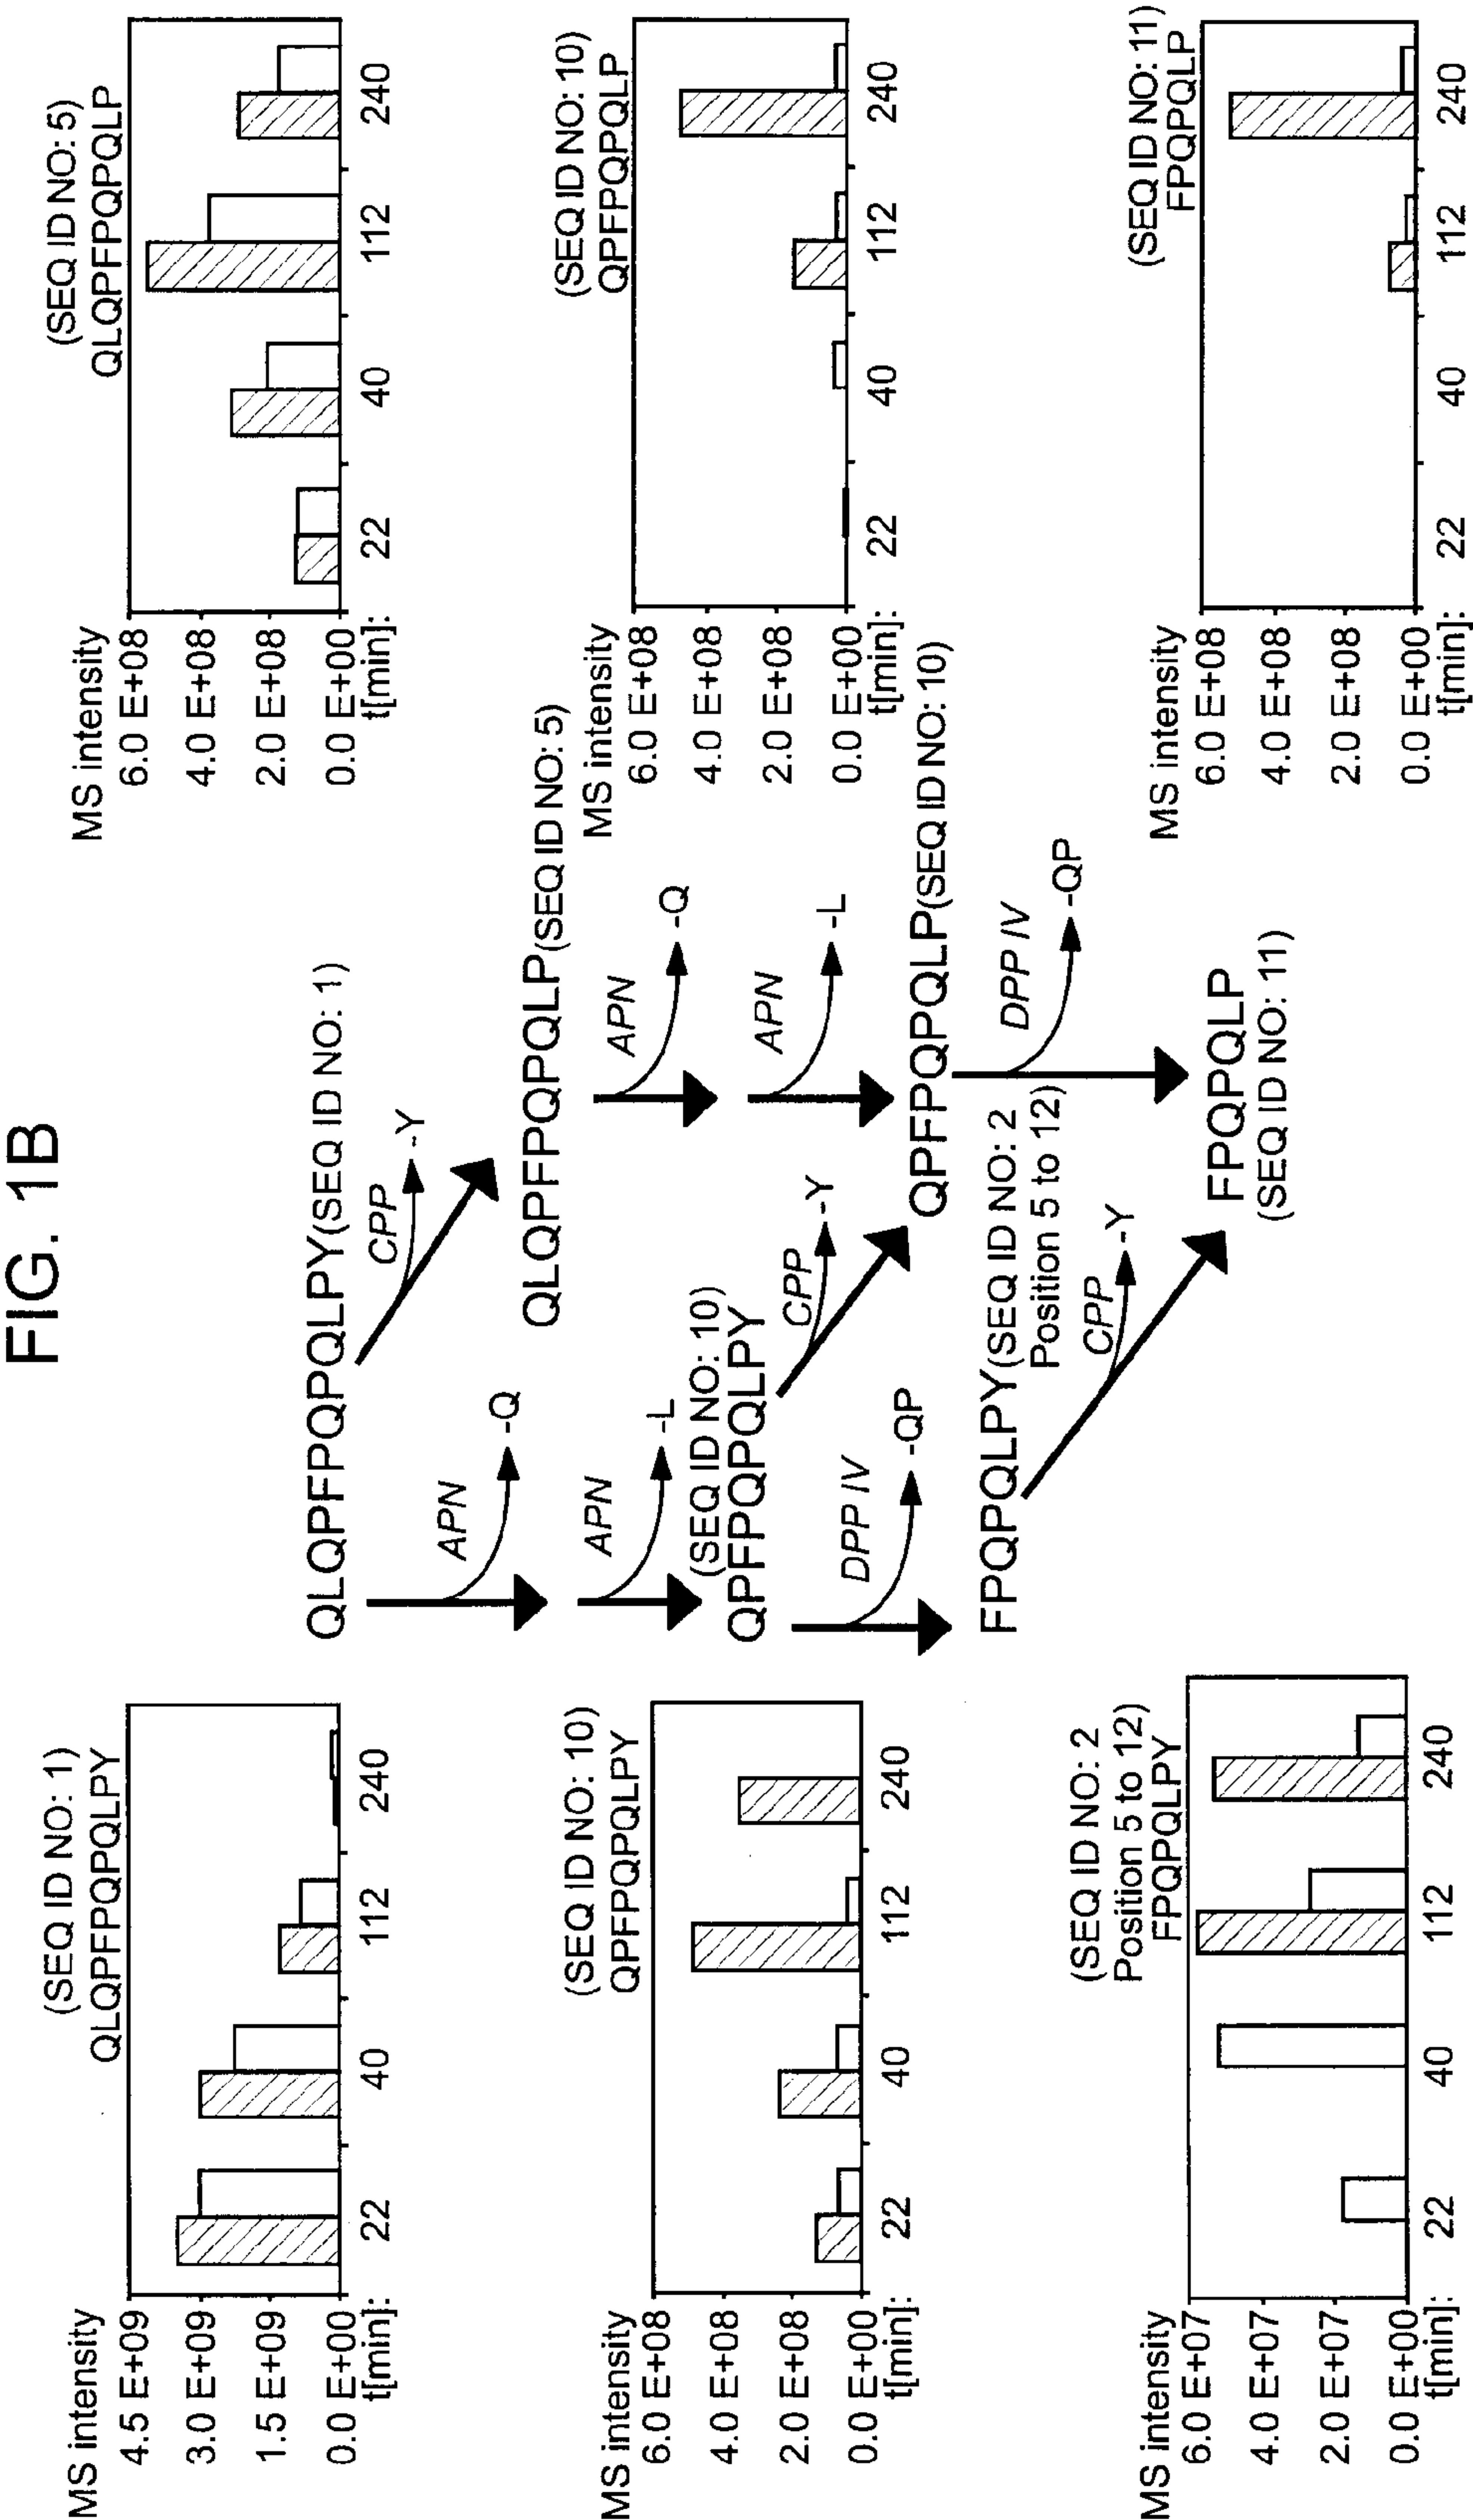 FIG. 1B
MS intensity
(SEQ ID NO: 1)
QLQPFPQPQLPY
4.5 E+09
3.0 E+09
1.5 E+09
0.0 E+00
t[min]:
22
40
112
240
MS intensity
(SEQ ID NO: 10)
QPFPQPQLPY
6.0 E+08
4.0 E+08
2.0 E+08
0.0 E+00
t[min]:
22
40
112
240
MS intensity
(SEQ ID NO: 2
Position 5 to 12)
FPQPQLPY
6.0 E+07
4.0 E+07
2.0 E+07
0.0 E+00
t[min]:
22
40
112
240
QLQPFPQPQLPY(SEQ ID NO: 1)
CPP
-Y
APN
-Q
APN
-L
QLQPFPQPQLP(SEQ ID NO: 5)
APN
-Q
APN
-L
(SEQ ID NO: 10)
QPFPQPQLPY
CPP
-Y
DPP IV
-QP
QPFPQPQLP(SEQ ID NO: 10)
DPP IV
-QP
FPQPQLPY(SEQ ID NO: 2
Position 5 to 12)
CPP
-Y
FPQPQLP
(SEQ ID NO: 11)
MS intensity
(SEQ ID NO: 5)
QLQPFPQPQLP
6.0 E+08
4.0 E+08
2.0 E+08
0.0 E+00
t[min]:
22
40
112
240
MS intensity
(SEQ ID NO: 10)
QPFPQPQLP
6.0 E+08
4.0 E+08
2.0 E+08
0.0 E+00
t[min]:
22
40
112
240
MS intensity
(SEQ ID NO: 11)
FPQPQLP
6.0 E+08
4.0 E+08
2.0 E+08
0.0 E+00
t[min]:
22
40
112
240